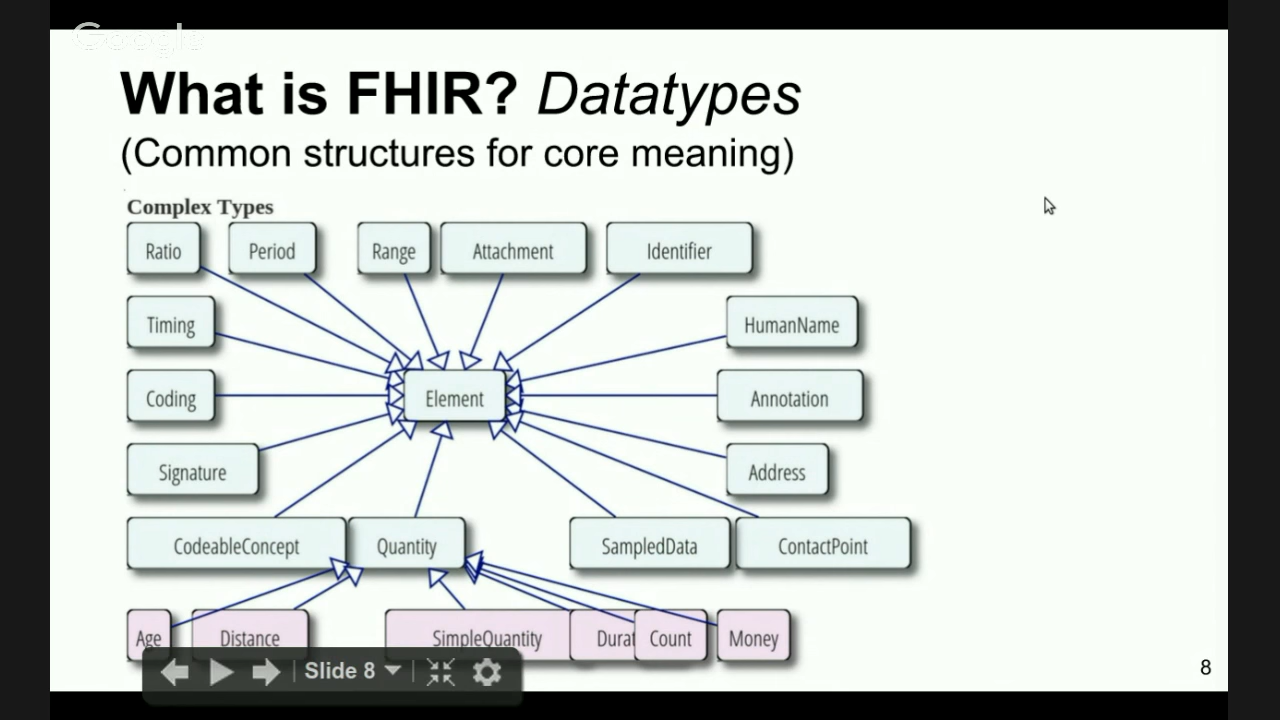 Google
What is FHIR? Datatypes
(Common structures for core meaning)
Complex Types
Ratio Period Range Attachment Identifier
Timing HumanName
Coding Element Annotation
Signature Address
CodeableConcept Quantity SampledData ContactPoint
Age Distance SimpleQuantity Durat Count Money
Slide 8
8